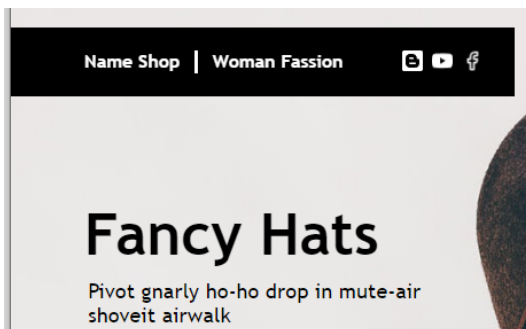 Name Shop | Woman Fassion
Fancy Hats
Pivot gnarly ho-ho drop in mute-air
shoveit airwalk